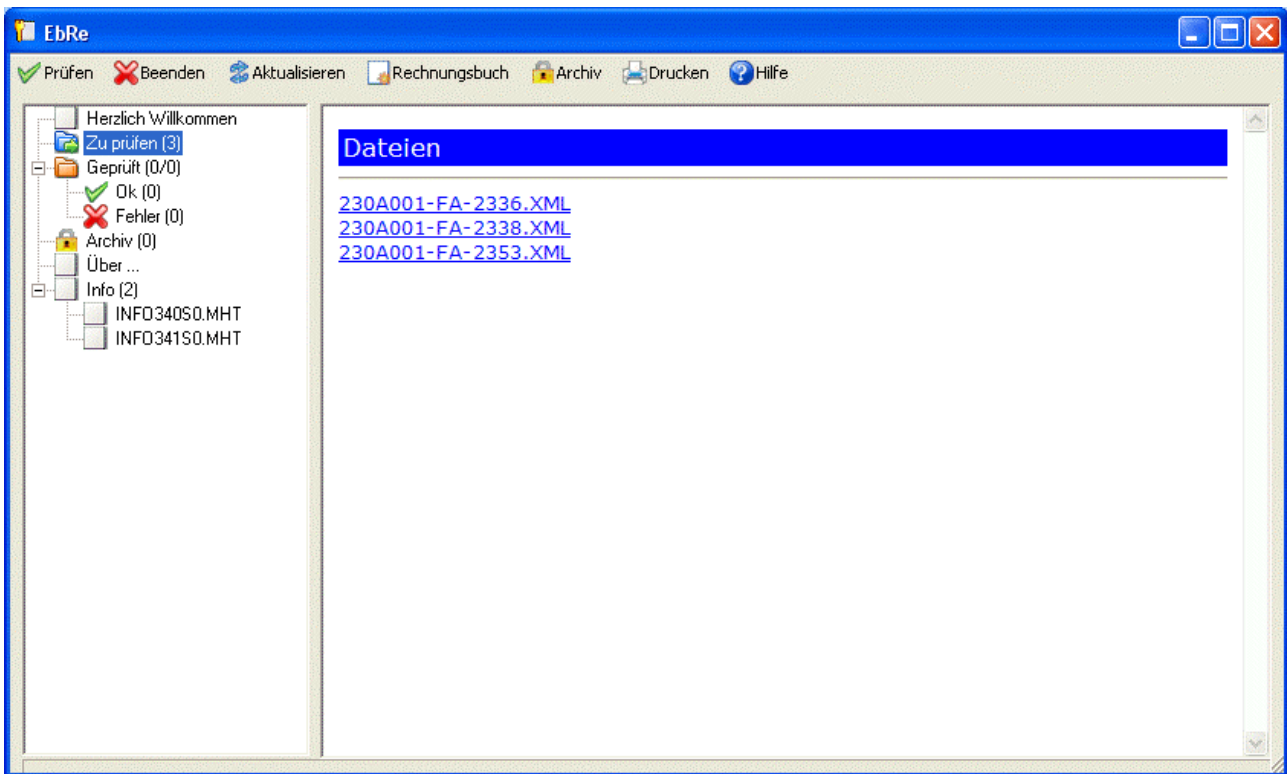 EbRe
Prüfen Beenden Aktualisieren Rechnungsbuch Archiv Drucken Hilfe
Herzlich Willkommen
Zu prüfen (3)
Geprüft (0/0)
Ok (0)
Fehler (0)
Archiv (0)
Über ...
Info (2)
INFO340S0.MHT
INFO341S0.MHT
Dateien
230A001-FA-2336.XML
230A001-FA-2338.XML
230A001-FA-2353.XML